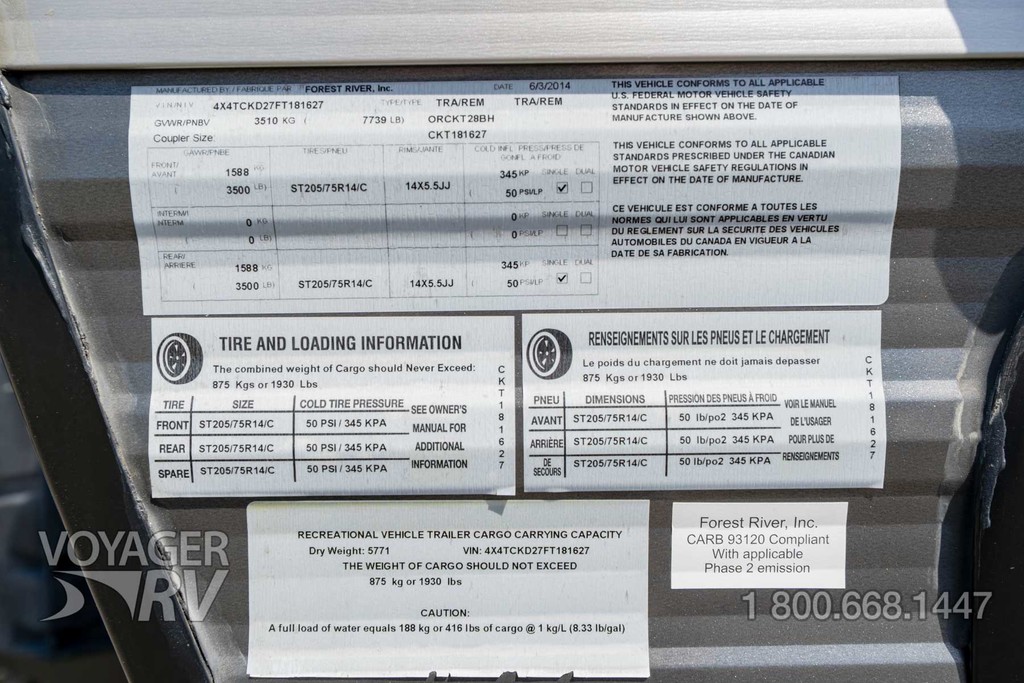 MANUFACTURED BY / FABRIQUE PAR FOREST RIVER, Inc. DATE 6/3/2014
V.I.N./N.I.V. 4X4TCKD27FT181627 TYPE/TYPE TRA/REM TRA/REM
GVWR/PNBV 3510 KG ( 7739 LB) ORCKT28BH
Coupler Size: CKT181627
GAWR/PNBE TIRES/PNEU RIMS/JANTE COLD INFL. PRESS/PRESS DE GONFL. A FROID
FRONT/ AVANT 1588 KG 345 KP SINGLE DUAL
( 3500 LB) ST205/75R14/C 14X5.5JJ ( 50 PSI/LP
INTERM/ INTERM. 0 KG 0 KP SINGLE DUAL
( 0 LB) ( 0 PSI/LP
REAR/ ARRIERE 1588 KG 345 KP SINGLE DUAL
( 3500 LB) ST205/75R14/C 14X5.5JJ ( 50 PSI/LP
THIS VEHICLE CONFORMS TO ALL APPLICABLE
U.S. FEDERAL MOTOR VEHICLE SAFETY
STANDARDS IN EFFECT ON THE DATE OF
MANUFACTURE SHOWN ABOVE.
THIS VEHICLE CONFORMS TO ALL APPLICABLE
STANDARDS PRESCRIBED UNDER THE CANADIAN
MOTOR VEHICLE SAFETY REGULATIONS IN
EFFECT ON THE DATE OF MANUFACTURE.
CE VEHICULE EST CONFORME A TOUTES LES
NORMES QUI LUI SONT APPLICABLES EN VERTU
DU REGLEMENT SUR LA SECURITE DES VEHICULES
AUTOMOBILES DU CANADA EN VIGUEUR A LA
DATE DE SA FABRICATION.
TIRE AND LOADING INFORMATION
The combined weight of Cargo should Never Exceed:
875 Kgs or 1930 Lbs
TIRE SIZE COLD TIRE PRESSURE
FRONT ST205/75R14/C 50 PSI / 345 KPA
REAR ST205/75R14/C 50 PSI / 345 KPA
SPARE ST205/75R14/C 50 PSI / 345 KPA
SEE OWNER'S
MANUAL FOR
ADDITIONAL
INFORMATION
CKT181627
RENSEIGNEMENTS SUR LES PNEUS ET LE CHARGEMENT
Le poids du chargement ne doit jamais depasser
875 Kgs or 1930 Lbs
PNEU DIMENSIONS PRESSION DES PNEUS À FROID
AVANT ST205/75R14/C 50 lb/po2 345 KPA
ARRIÈRE ST205/75R14/C 50 lb/po2 345 KPA
DE SECOURS ST205/75R14/C 50 lb/po2 345 KPA
VOIR LE MANUEL
DE L'USAGER
POUR PLUS DE
RENSEIGNEMENTS
CKT181627
RECREATIONAL VEHICLE TRAILER CARGO CARRYING CAPACITY
Dry Weight: 5771 VIN: 4X4TCKD27FT181627
THE WEIGHT OF CARGO SHOULD NOT EXCEED
875 kg or 1930 lbs
CAUTION:
A full load of water equals 188 kg or 416 lbs of cargo @ 1 kg/L (8.33 lb/gal)
Forest River, Inc.
CARB 93120 Compliant
With applicable
Phase 2 emission
VOYAGER
RV
1 800.668.1447